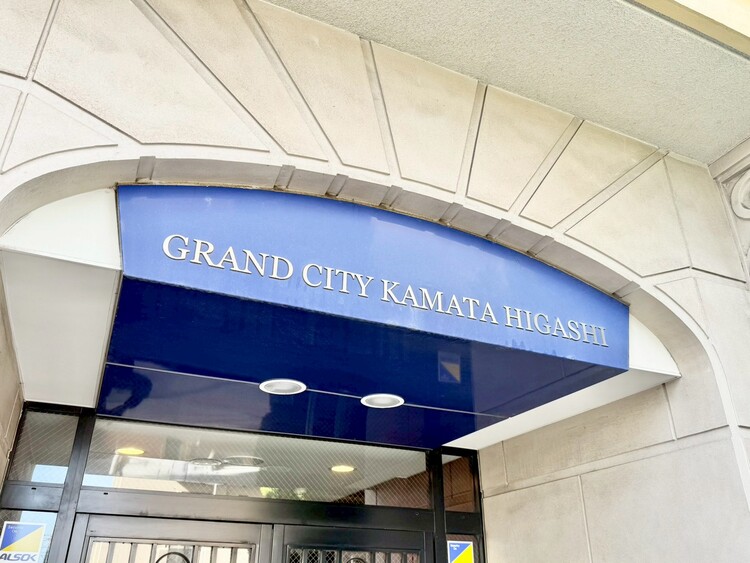 GRAND CITY KAMATA HIGASHI
ALSOK